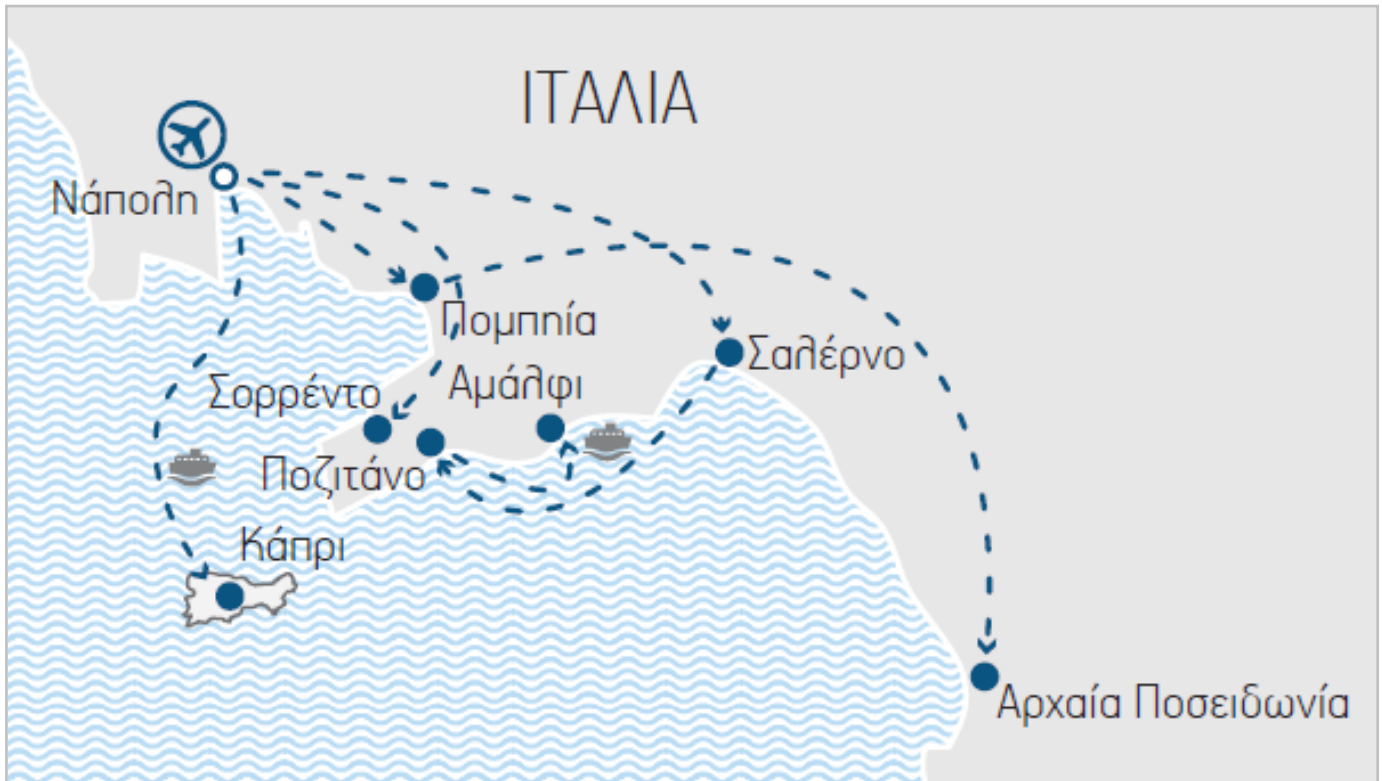 ΙΤΑΛΙΑ
Νάπολη
Πομπηία
Σαλέρνο
Σορρέντο
Αμάλφι
Ποζιτάνο
Κάπρι
Αρχαία Ποσειδωνία